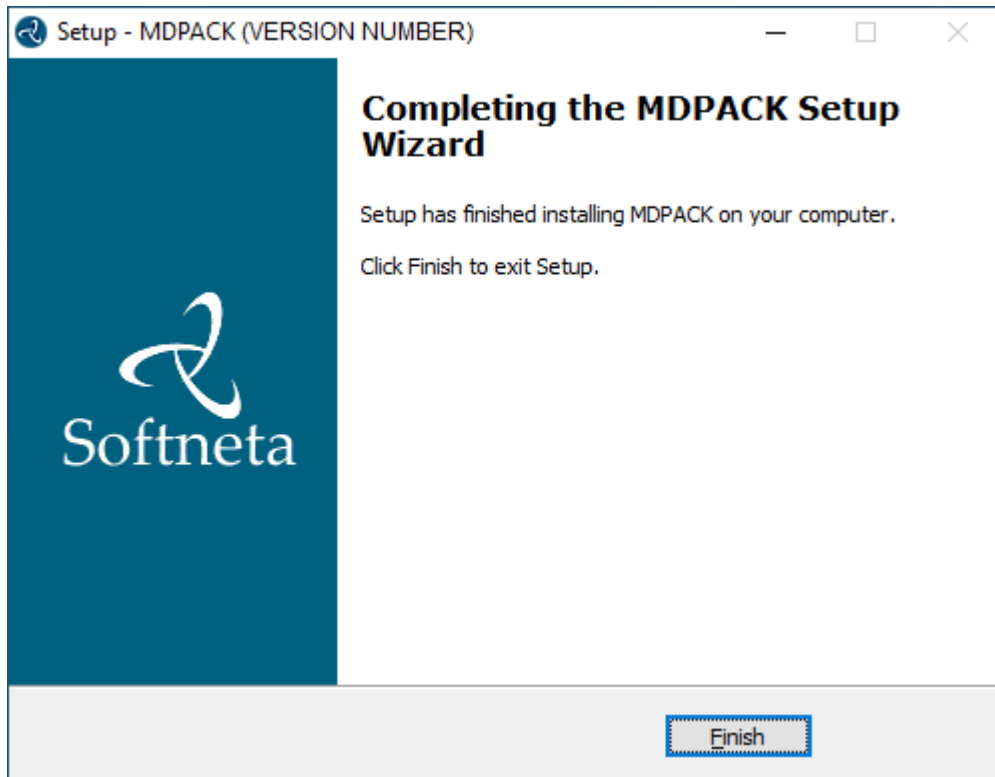 Setup - MDPACK (VERSION NUMBER)
Completing the MDPACK Setup
Wizard
Setup has finished installing MDPACK on your computer.
Click Finish to exit Setup.
Softneta
Finish